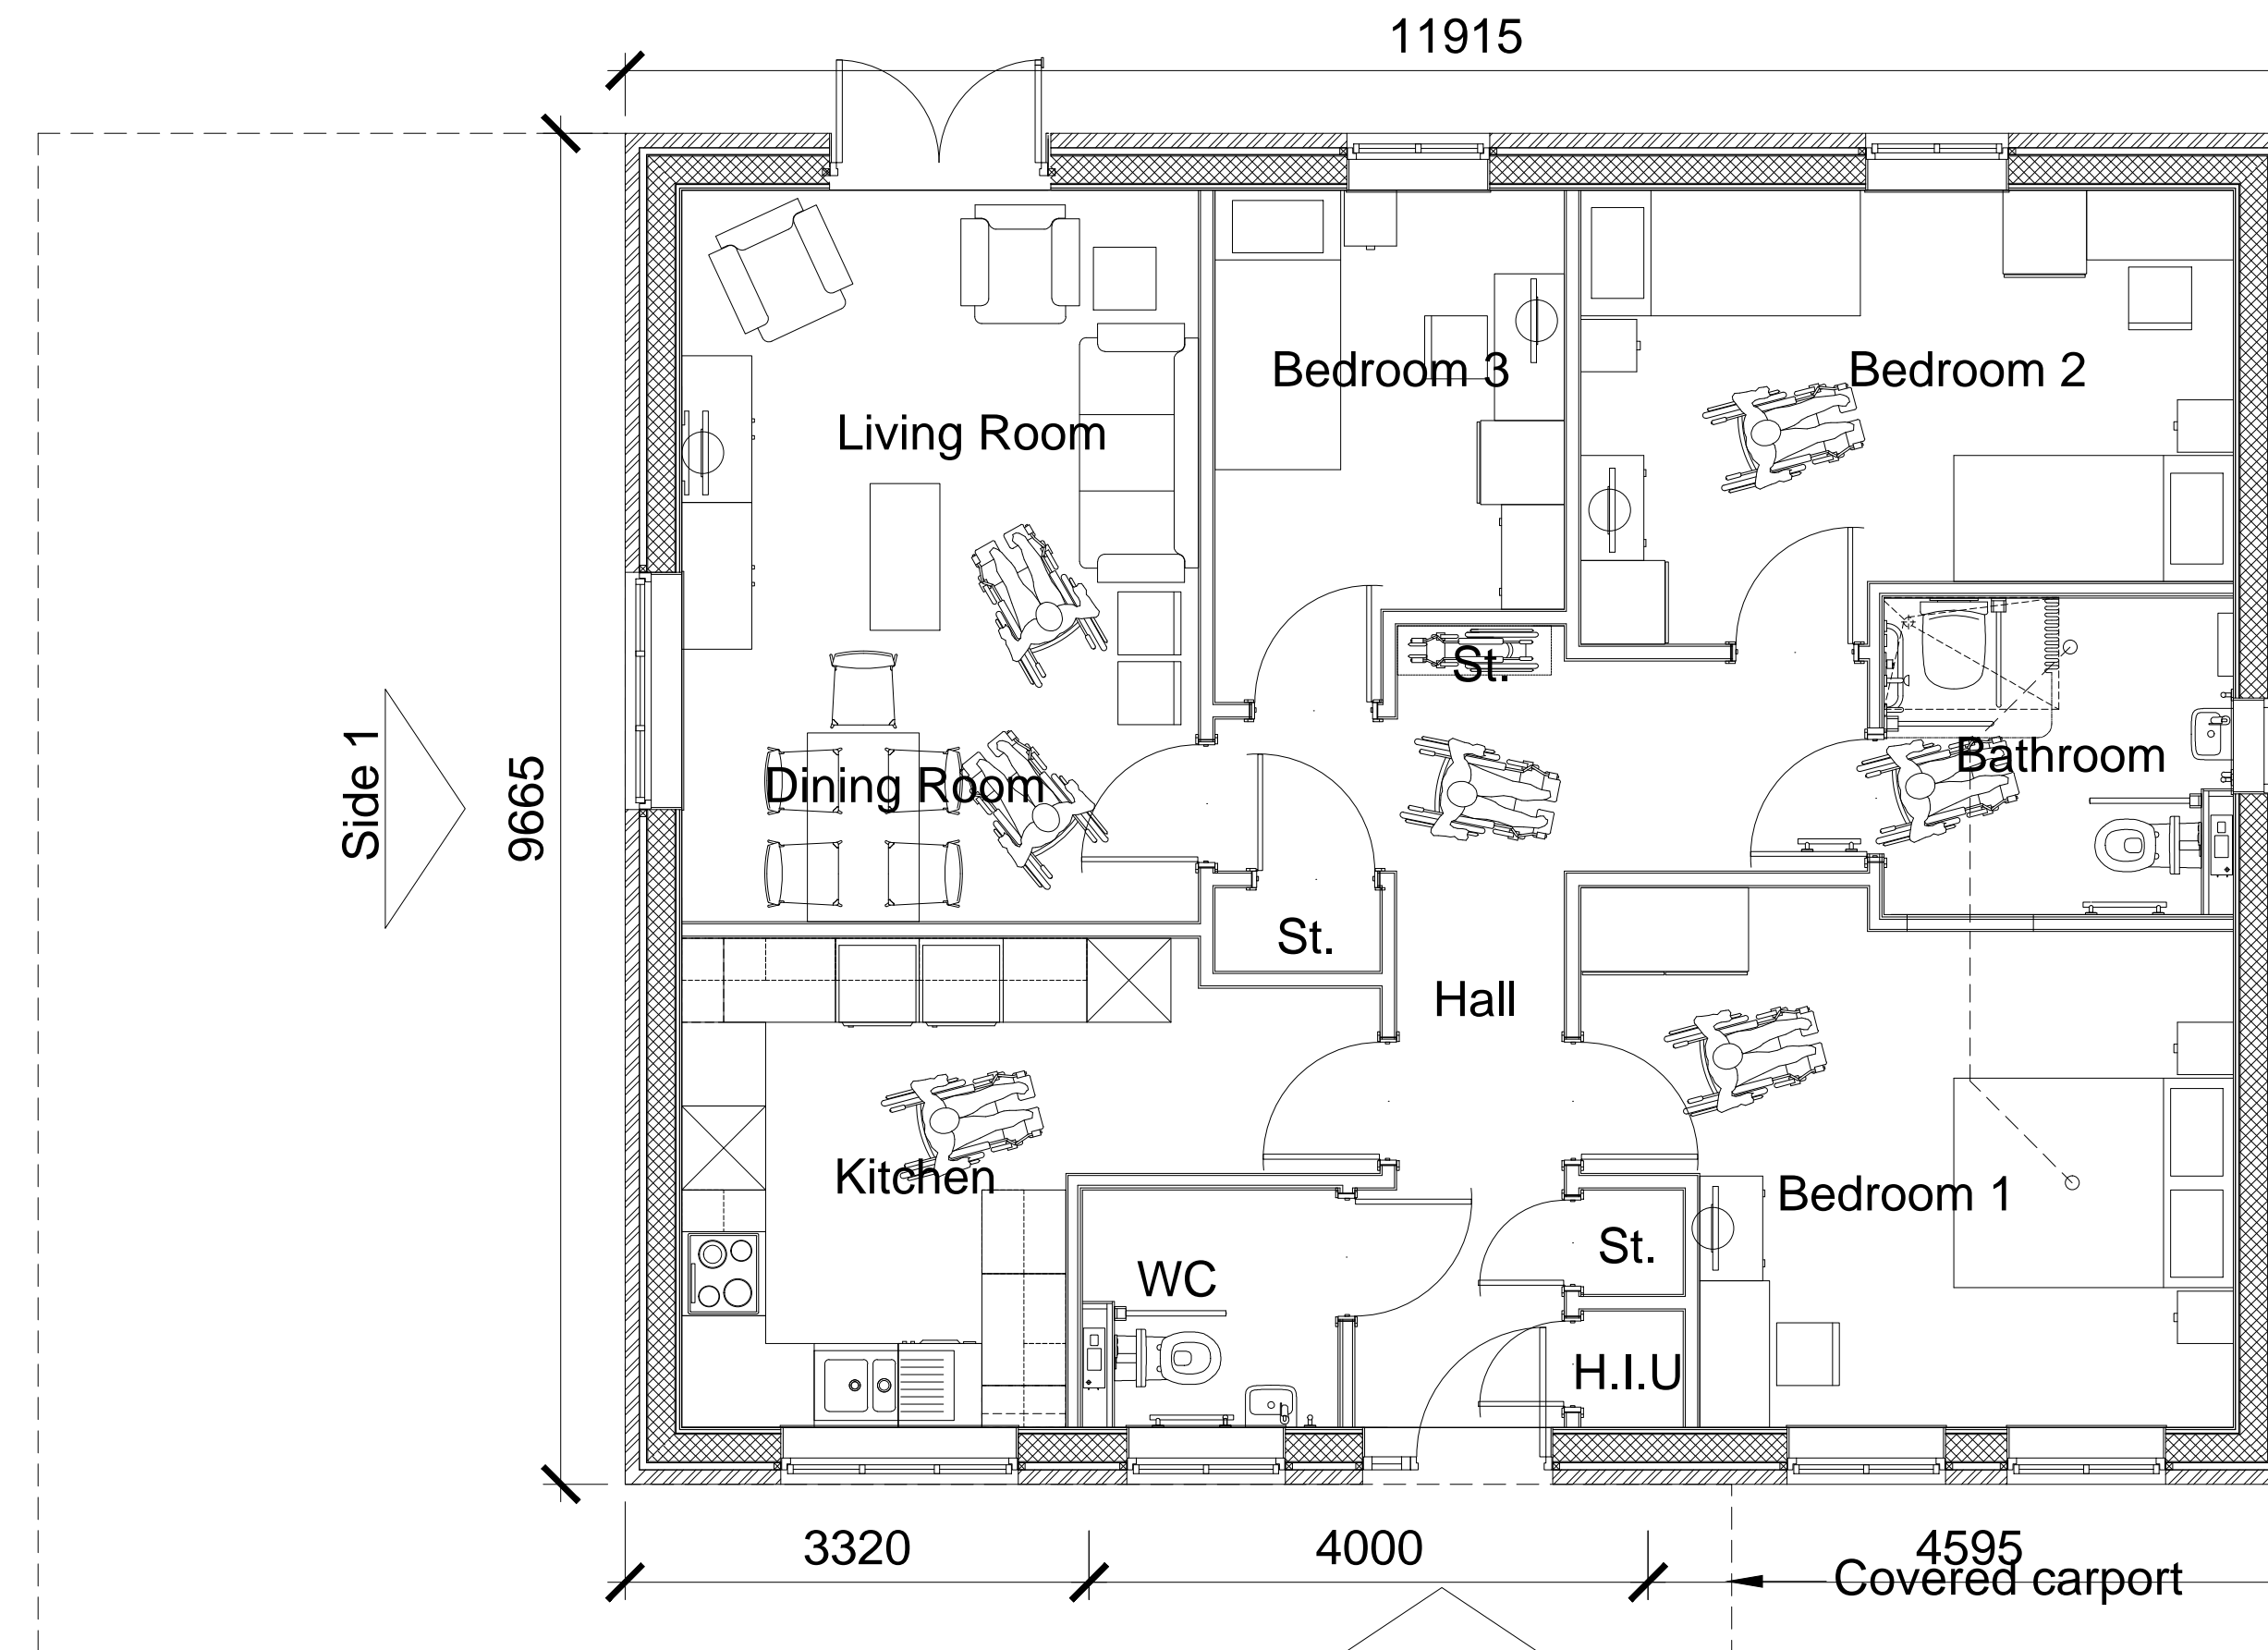 11915
Bedroom 3
Bedroom 2
Living Room
St.
Side 1
9665
Dining Room
Bathroom
St.
Hall
Kitchen
Bedroom 1
St.
WC
H.I.U
3320
4000
4595
Covered carport